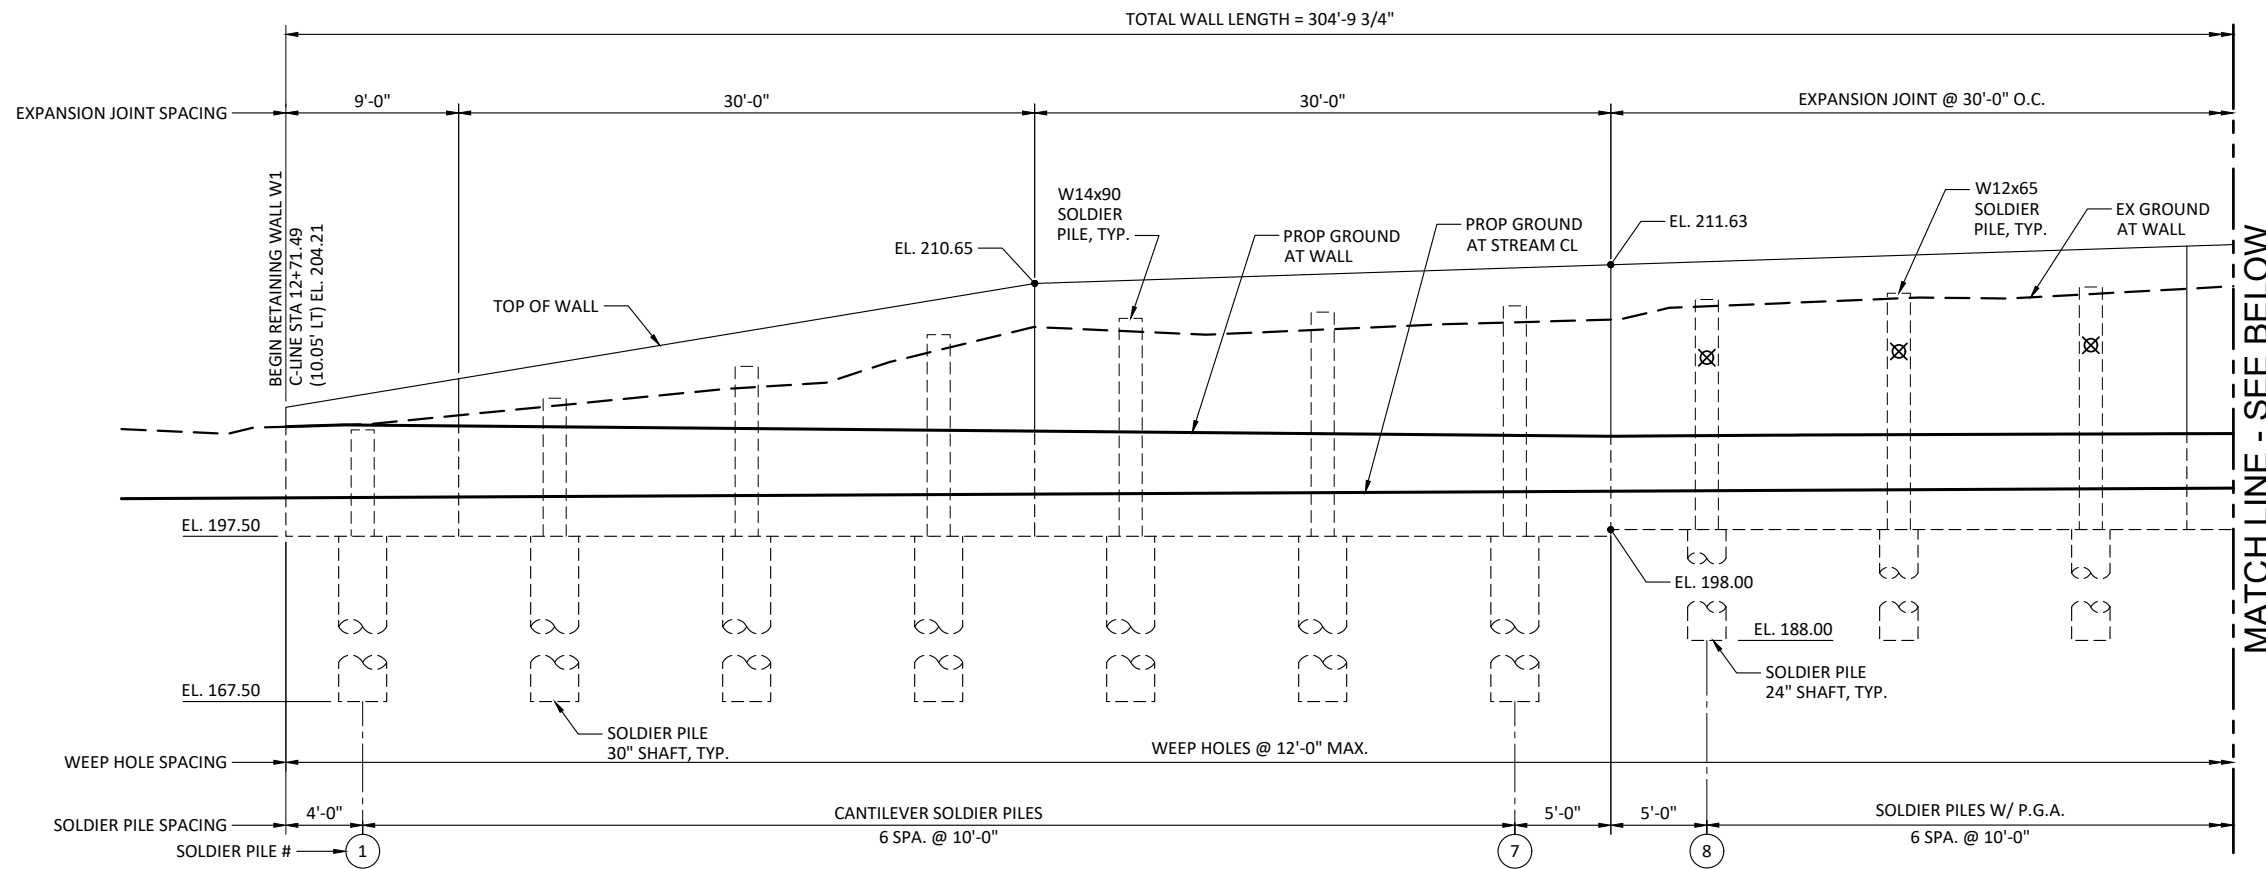 TOTAL WALL LENGTH = 304'-9 3/4"
EXPANSION JOINT SPACING
9'-0"
30'-0"
30'-0"
EXPANSION JOINT @ 30'-0" O.C.
BEGIN RETAINING WALL W1
C-LINE STA 12+71.49
(10.05' LT) EL. 204.21
TOP OF WALL
EL. 210.65
W14x90
SOLDIER
PILE, TYP.
PROP GROUND
AT WALL
PROP GROUND
AT STREAM CL
EL. 211.63
W12x65
SOLDIER
PILE, TYP.
EX GROUND
AT WALL
MATCH LINE - SEE BELOW
EL. 197.50
EL. 198.00
EL. 188.00
EL. 167.50
SOLDIER PILE
30" SHAFT, TYP.
SOLDIER PILE
24" SHAFT, TYP.
WEEP HOLE SPACING
WEEP HOLES @ 12'-0" MAX.
SOLDIER PILE SPACING
4'-0"
CANTILEVER SOLDIER PILES
6 SPA. @ 10'-0"
5'-0"
5'-0"
SOLDIER PILES W/ P.G.A.
6 SPA. @ 10'-0"
SOLDIER PILE #
1
7
8